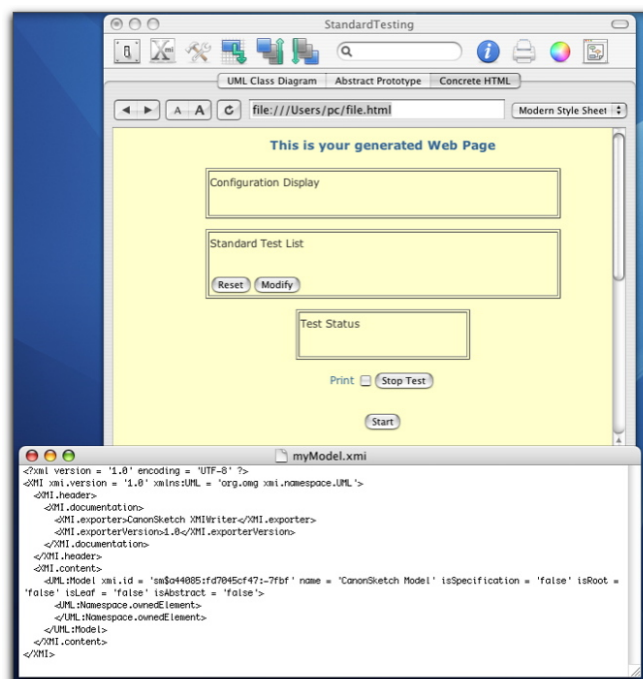 StandardTesting
Xmi
UML Class Diagram Abstract Prototype Concrete HTML
A A file:///Users/pc/file.html Modern Style Sheet
This is your generated Web Page
Configuration Display
Standard Test List
Reset Modify
Test Status
Print Stop Test
Start
myModel.xmi
<?xml version = '1.0' encoding = 'UTF-8' ?>
<XMI xmi.version = '1.0' xmlns:UML = 'org.omg xmi.namespace.UML'>
<XMI.header>
<XMI.documentation>
<XMI.exporter>CanonSketch XMIWriter</XMI.exporter>
<XMI.exporterVersion>1.0</XMI.exporterVersion>
</XMI.documentation>
</XMI.header>
<XMI.content>
<UML:Model xmi.id = 'sm$a44085:fd7045cf47:-7fbf' name = 'CanonSketch Model' isSpecification = 'false' isRoot =
'false' isLeaf = 'false' isAbstract = 'false'>
<UML:Namespace.ownedElement>
</UML:Namespace.ownedElement>
</UML:Model>
</XMI.content>
</XMI>